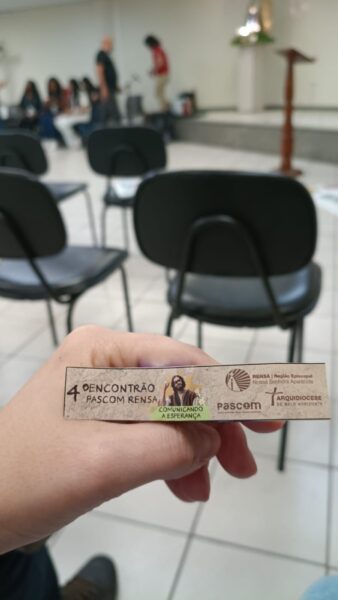 4º ENCONTRÃO
PASCOM RENSA
COMUNICANDO
A ESPERANÇA
RENSA | Região Episcopal
Nossa Senhora Aparecida
Pascom
ARQUIDIOCESE
DE BELO HORIZONTE